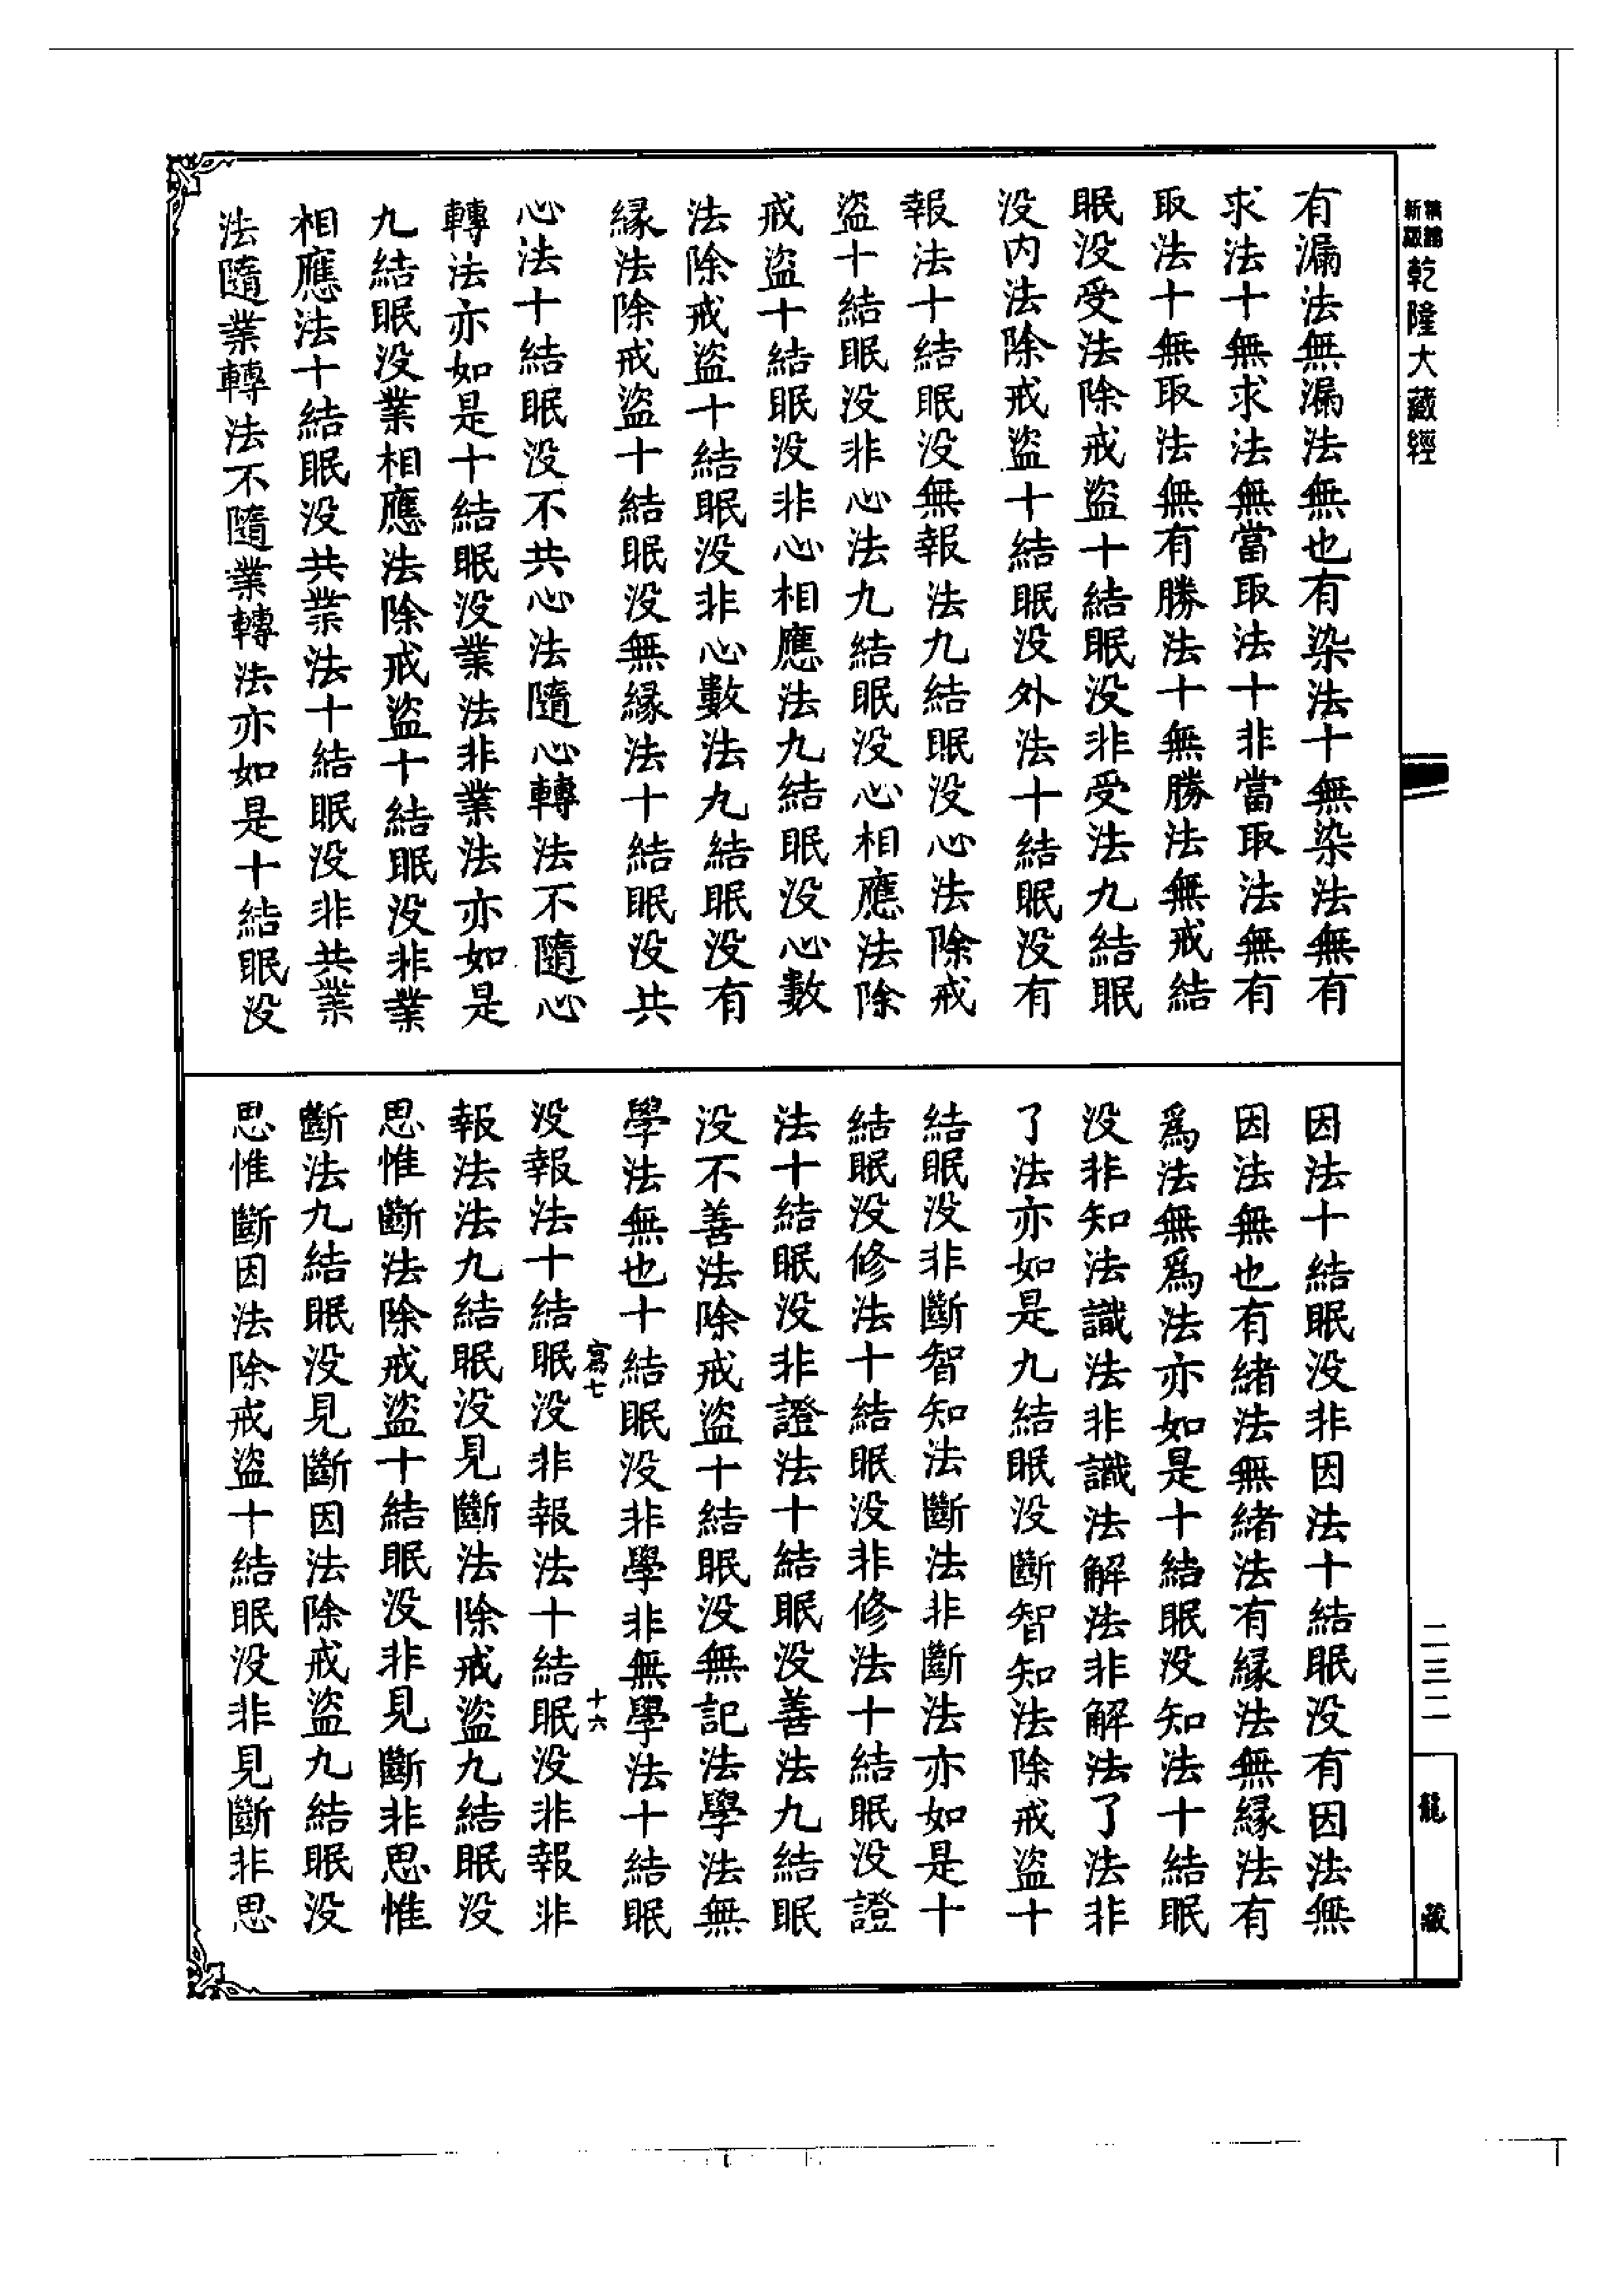 新編縮版乾隆大藏經
有漏法無漏法無也有染法十無染法無有
求法十無求法無當取法十非當取法無有
取法十無取法無有勝法十無勝法無戒結
眠没受法除戒盜十結眠没非受法九結眠
没内法除戒盜十結眠没外法十結眠没有
報法十結眠没無報法九結眠没心法除戒
盜十結眠没非心法九結眠没心相應法除
戒盜十結眠没非心相應法九結眠没心數
法除戒盜十結眠没非心數法九結眠没有
緣法除戒盜十結眠没無緣法十結眠没共
心法十結眠没不共心法隨心轉法不隨心
轉法亦如是十結眠没業法非業法亦如是
九結眠没業相應法除戒盜十結眠没非業
相應法十結眠没共業法十結眠没非共業
法隨業轉法不隨業轉法亦如是十結眠没
因法十結眠没非因法十結眠没有因法無
因法無也有緒法無緒法有緣法無緣法有
爲法無爲法亦如是十結眠没知法十結眠
没非知法識法非識法解法非解法了法非
了法亦如是九結眠没斷智知法除戒盜十
結眠没非斷智知法斷法非斷法亦如是十
結眠没修法十結眠没非修法十結眠没證
法十結眠没非證法十結眠没善法九結眠
没不善法除戒盜十結眠没無記法學法無
學法無也十結眠没非學非無學法十結眠
寫七 十六
没報法十結眠没非報法十結眠没非報非
報法法九結眠没見斷法除戒盜九結眠没
思惟斷法除戒盜十結眠没非見斷非思惟
斷法九結眠没見斷因法除戒盜九結眠没
思惟斷因法除戒盜十結眠没非見斷非思
二三二
龍藏